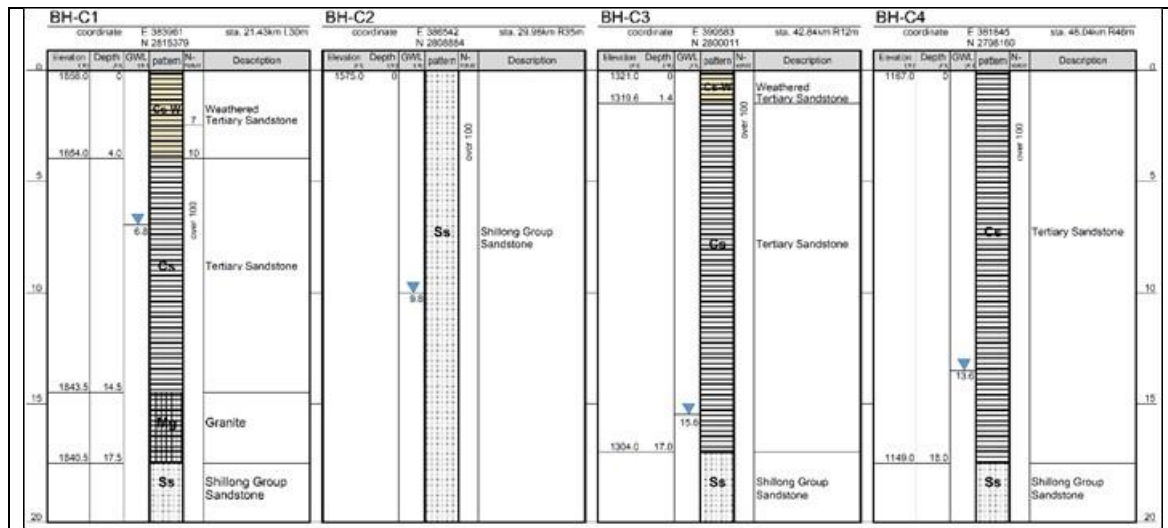 BH-C1
coordinate E 383961 sta. 21.43km L30m
N 2815379
Elevation Depth GWL pattern N- Description
0
1858.0 0
Cs-W
Weathered
7 Tertiary Sandstone
1854.0 4.0 10
5
over 100
6.8
Cs Tertiary Sandstone
10
1843.5 14.5
15
Mg Granite
1840.5 17.5
Ss Shillong Group
Sandstone
20
BH-C2
coordinate E 386542 sta. 29.98km R35m
N 2808884
Elevation Depth GWL pattern N- Description
1575.0 0
over 100
Ss Shillong Group
Sandstone
9.8
BH-C3
coordinate E 390583 sta. 42.84km R12m
N 2800011
Elevation Depth GWL pattern N- Description
1321.0 0
Cs-W Weathered
1319.6 1.4 Tertiary Sandstone
over 100
Cs Tertiary Sandstone
15.6
1304.0 17.0
Ss Shillong Group
Sandstone
BH-C4
coordinate E 381845 sta. 48.04km R48m
N 2798160
Elevation Depth GWL pattern N- Description
0
1167.0 0
over 100
5
Cs Tertiary Sandstone
10
13.6
15
1149.0 18.0
Ss Shillong Group
Sandstone
20